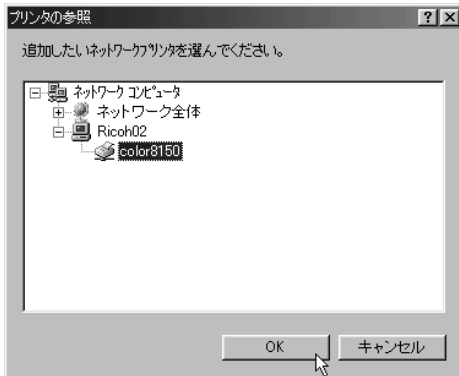 プリンタの参照
追加したいネットワークプリンタを選んでください。
ネットワーク コンピュータ
ネットワーク全体
Ricoh02
color8150
OK
キャンセル